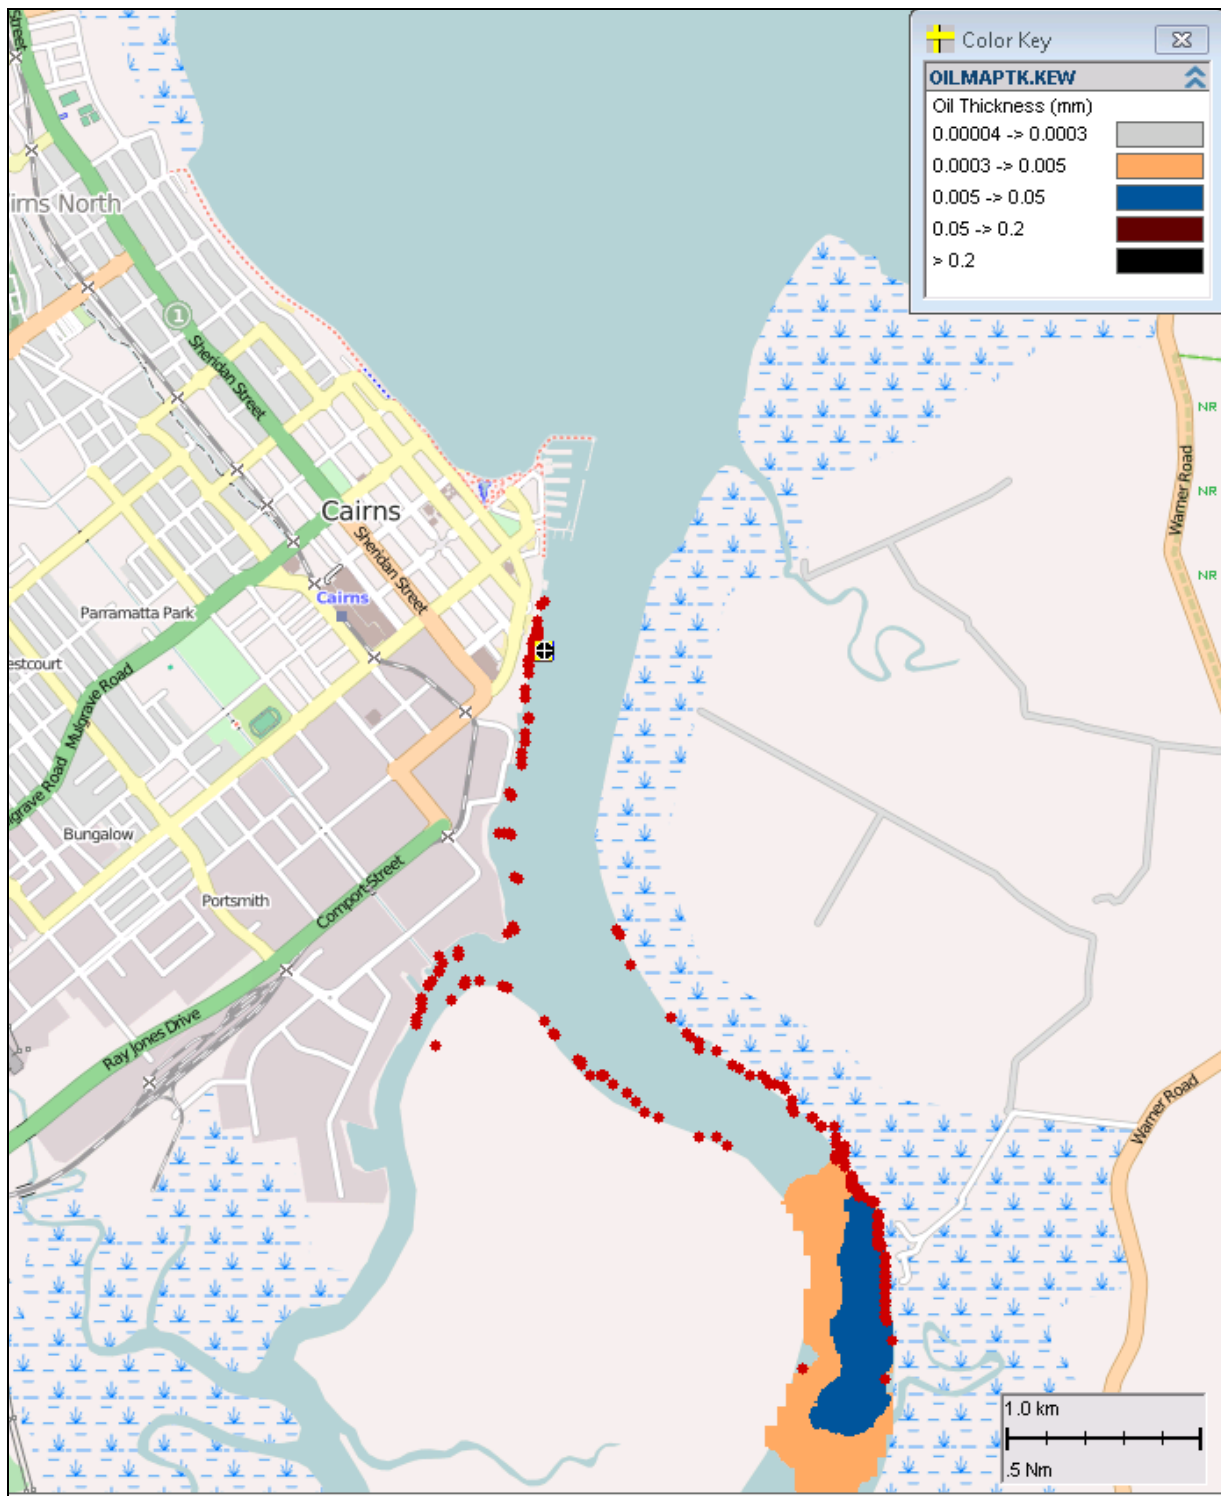 Street
Color Key
OILMAPTK.KEW
Oil Thickness (mm)
0.00004 -> 0.0003
0.0003 -> 0.005
0.005 -> 0.05
0.05 -> 0.2
> 0.2
irns North
1
Sheridan Street
NR
Warner Road
NR
Cairns
Sheridan Street
NR
Cairns
Parramatta Park
estcourt
Mulgrave Road
lgrave Road
Bungalow
Portsmith
Comport Street
Ray Jones Drive
Warner Road
1.0 km
.5 Nm